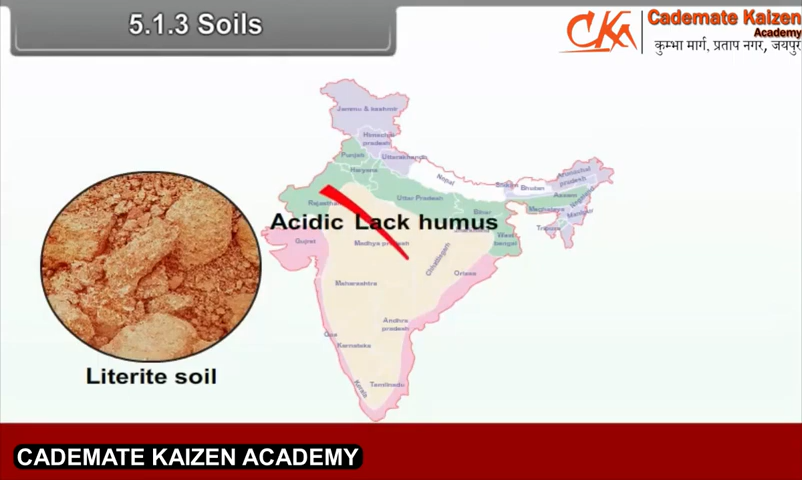 5.1.3 Soils
CKA
Cademate Kaizen
Academy
कुम्भा मार्ग, प्रताप नगर, जयपुर
Jammu & kashmir
Himachal
pradesh
Punjab
Uttarakhand
Haryana
Nepal
Sikkim
Bhutan
Arunachal
pradesh
Rajasthan
Uttar Pradesh
Assam
Nagaland
Bihar
Meghalaya
Manipur
Acidic Lack humus
Tripura
West
bengal
Gujrat
Madhya pradesh
Chhattisgarh
Orissa
Maharashtra
Andhra
pradesh
Goa
Karnataka
Literite soil
Kerala
Tamilnadu
CADEMATE KAIZEN ACADEMY